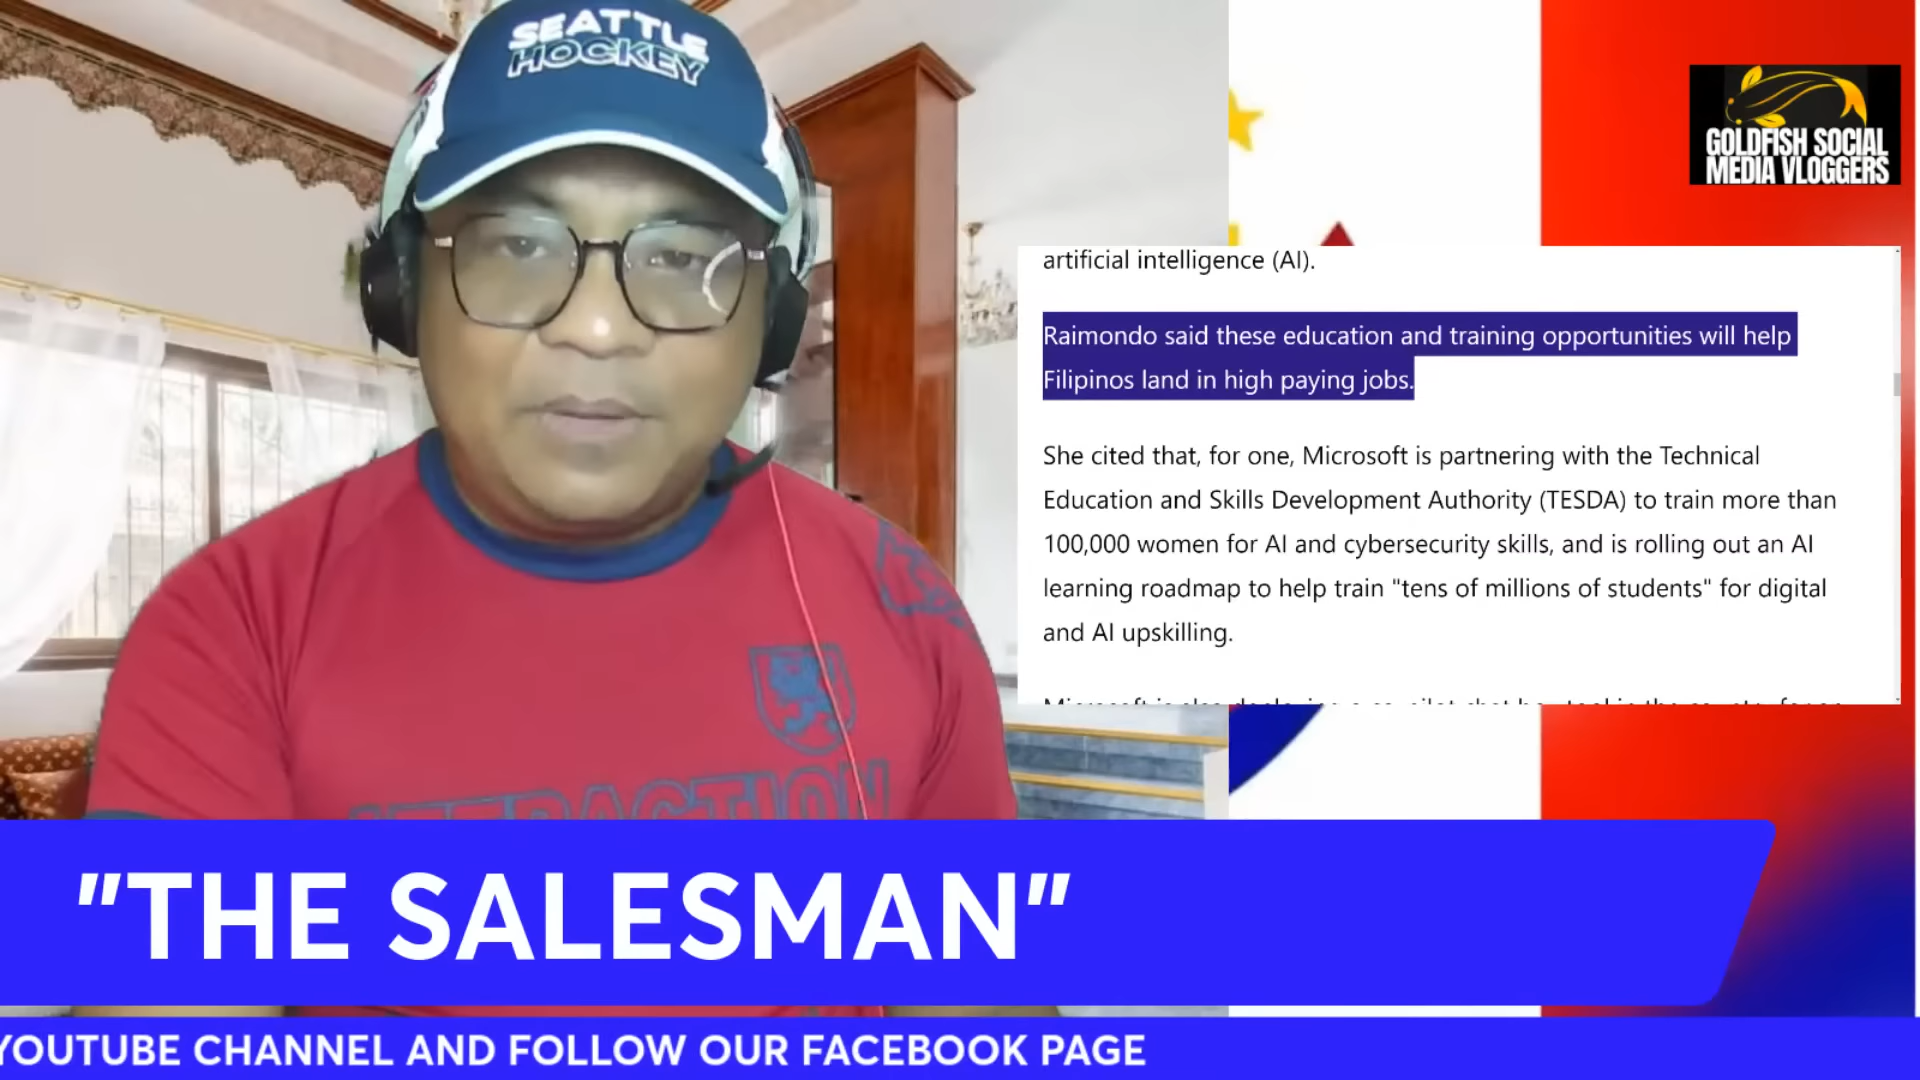 SEATTLE
HOCKEY
GOLDFISH SOCIAL
MEDIA VLOGGERS
artificial intelligence (AI).
Raimondo said these education and training opportunities will help
Filipinos land in high paying jobs.
She cited that, for one, Microsoft is partnering with the Technical
Education and Skills Development Authority (TESDA) to train more than
100,000 women for AI and cybersecurity skills, and is rolling out an AI
learning roadmap to help train "tens of millions of students" for digital
and AI upskilling.
"THE SALESMAN"
YOUTUBE CHANNEL AND FOLLOW OUR FACEBOOK PAGE